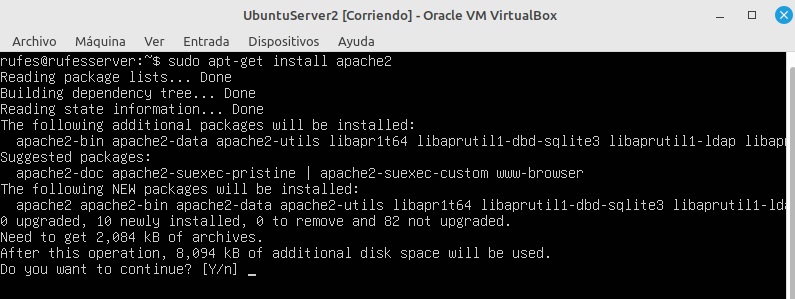 UbuntuServer2 [Corriendo] - Oracle VM VirtualBox
Archivo Máquina Ver Entrada Dispositivos Ayuda
rufes@rufesserver:~$ sudo apt-get install apache2
Reading package lists... Done
Building dependency tree... Done
Reading state information... Done
The following additional packages will be installed:
  apache2-bin apache2-data apache2-utils libapr1t64 libaprutil1-dbd-sqlite3 libaprutil1-ldap libapr
Suggested packages:
  apache2-doc apache2-suexec-pristine | apache2-suexec-custom www-browser
The following NEW packages will be installed:
  apache2 apache2-bin apache2-data apache2-utils libapr1t64 libaprutil1-dbd-sqlite3 libaprutil1-lda
0 upgraded, 10 newly installed, 0 to remove and 82 not upgraded.
Need to get 2,084 kB of archives.
After this operation, 8,094 kB of additional disk space will be used.
Do you want to continue? [Y/n] _